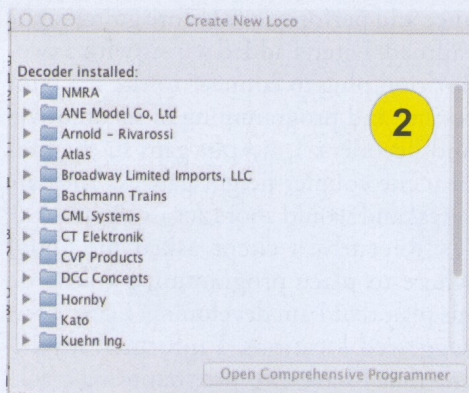 Create New Loco
Decoder installed:
NMRA
ANE Model Co, Ltd
Arnold - Rivarossi
Atlas
Broadway Limited Imports, LLC
Bachmann Trains
CML Systems
CT Elektronik
CVP Products
DCC Concepts
Hornby
Kato
Kuehn Ing.
2
Open Comprehensive Programmer